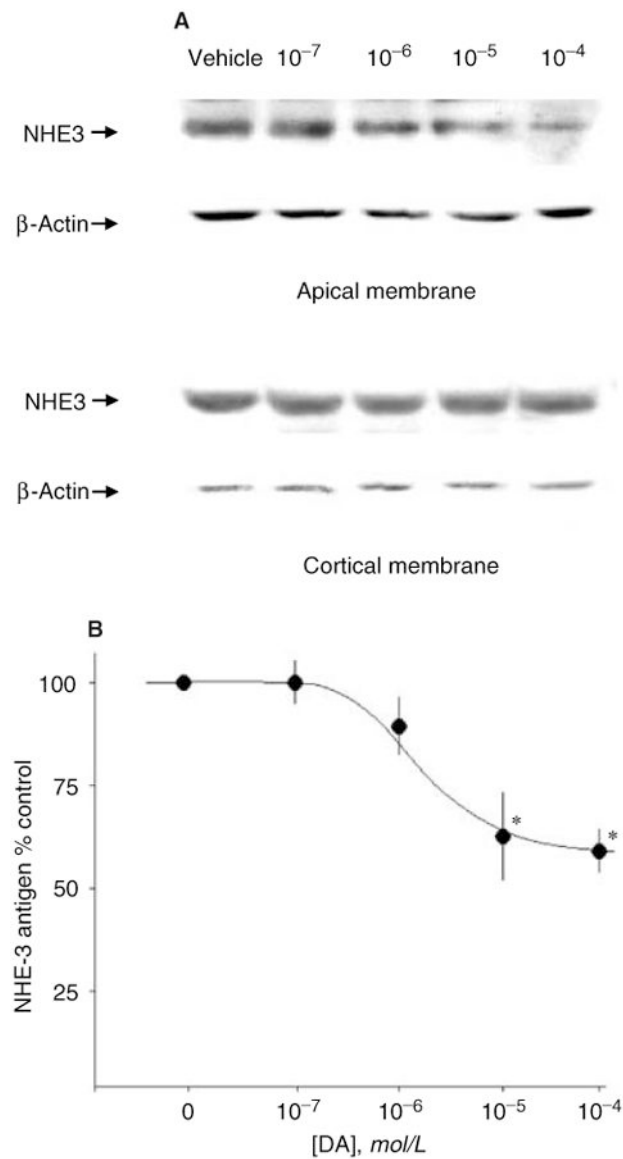 A
Vehicle 10⁻⁷ 10⁻⁶ 10⁻⁵ 10⁻⁴
NHE3
β-Actin
Apical membrane
NHE3
β-Actin
Cortical membrane
B
100
75
50
25
NHE-3 antigen % control
*
*
0 10⁻⁷ 10⁻⁶ 10⁻⁵ 10⁻⁴
[DA], mol/L